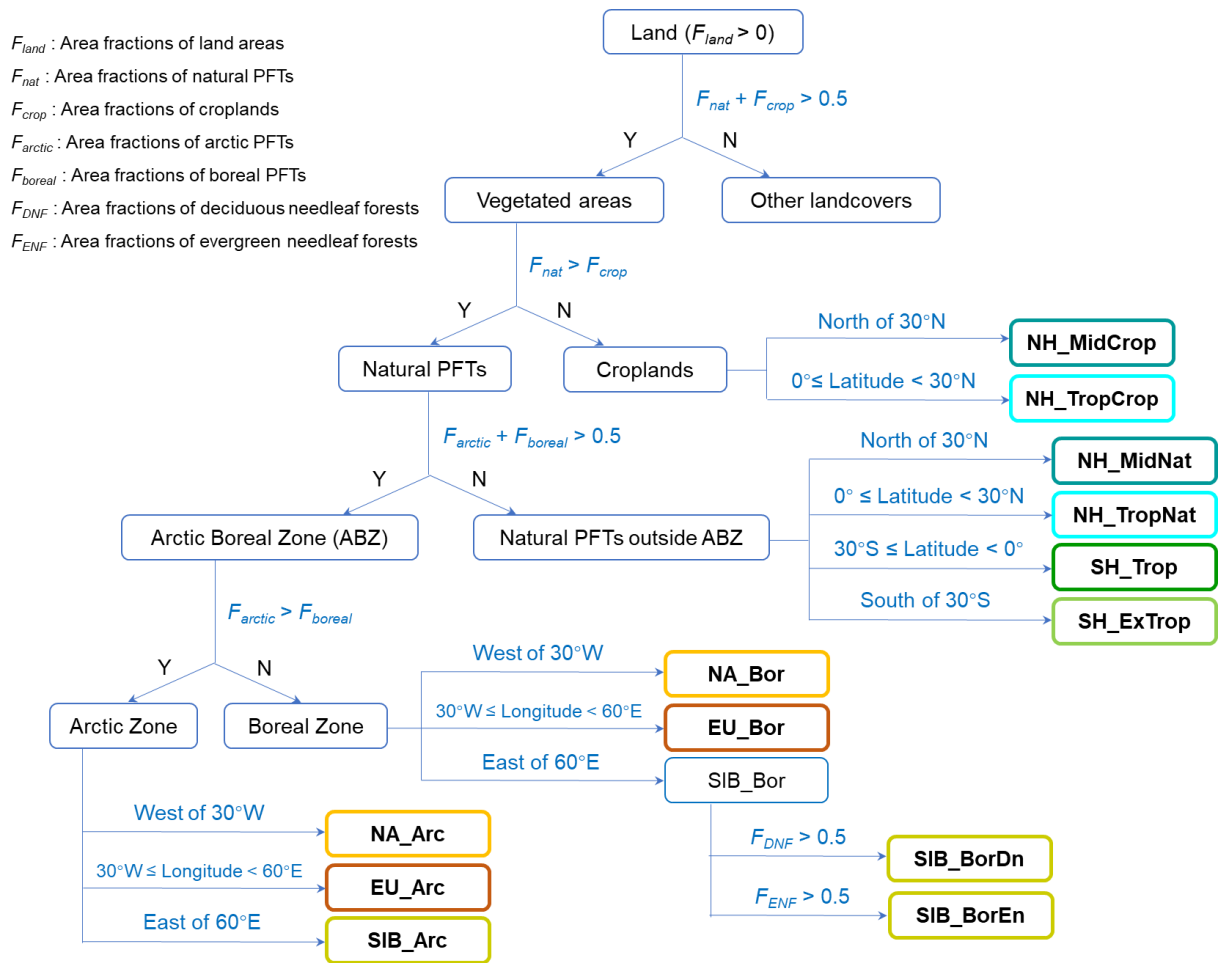 Land (F_land > 0)
F_land : Area fractions of land areas
F_nat : Area fractions of natural PFTs
F_crop : Area fractions of croplands
F_arctic : Area fractions of arctic PFTs
F_boreal : Area fractions of boreal PFTs
F_DNF : Area fractions of deciduous needleaf forests
F_ENF : Area fractions of evergreen needleaf forests
F_nat + F_crop > 0.5
Y N
Vegetated areas
Other landcovers
F_nat > F_crop
Y N
Natural PFTs
Croplands
North of 30°N
NH_MidCrop
0°≤ Latitude < 30°N
NH_TropCrop
F_arctic + F_boreal > 0.5
Y N
Arctic Boreal Zone (ABZ)
Natural PFTs outside ABZ
North of 30°N
NH_MidNat
0° ≤ Latitude < 30°N
NH_TropNat
30°S ≤ Latitude < 0°
SH_Trop
South of 30°S
SH_ExTrop
F_arctic > F_boreal
Y N
Arctic Zone
Boreal Zone
West of 30°W
NA_Bor
30°W ≤ Longitude < 60°E
EU_Bor
East of 60°E
SIB_Bor
West of 30°W
NA_Arc
30°W ≤ Longitude < 60°E
EU_Arc
East of 60°E
SIB_Arc
F_DNF > 0.5
SIB_BorDn
F_ENF > 0.5
SIB_BorEn